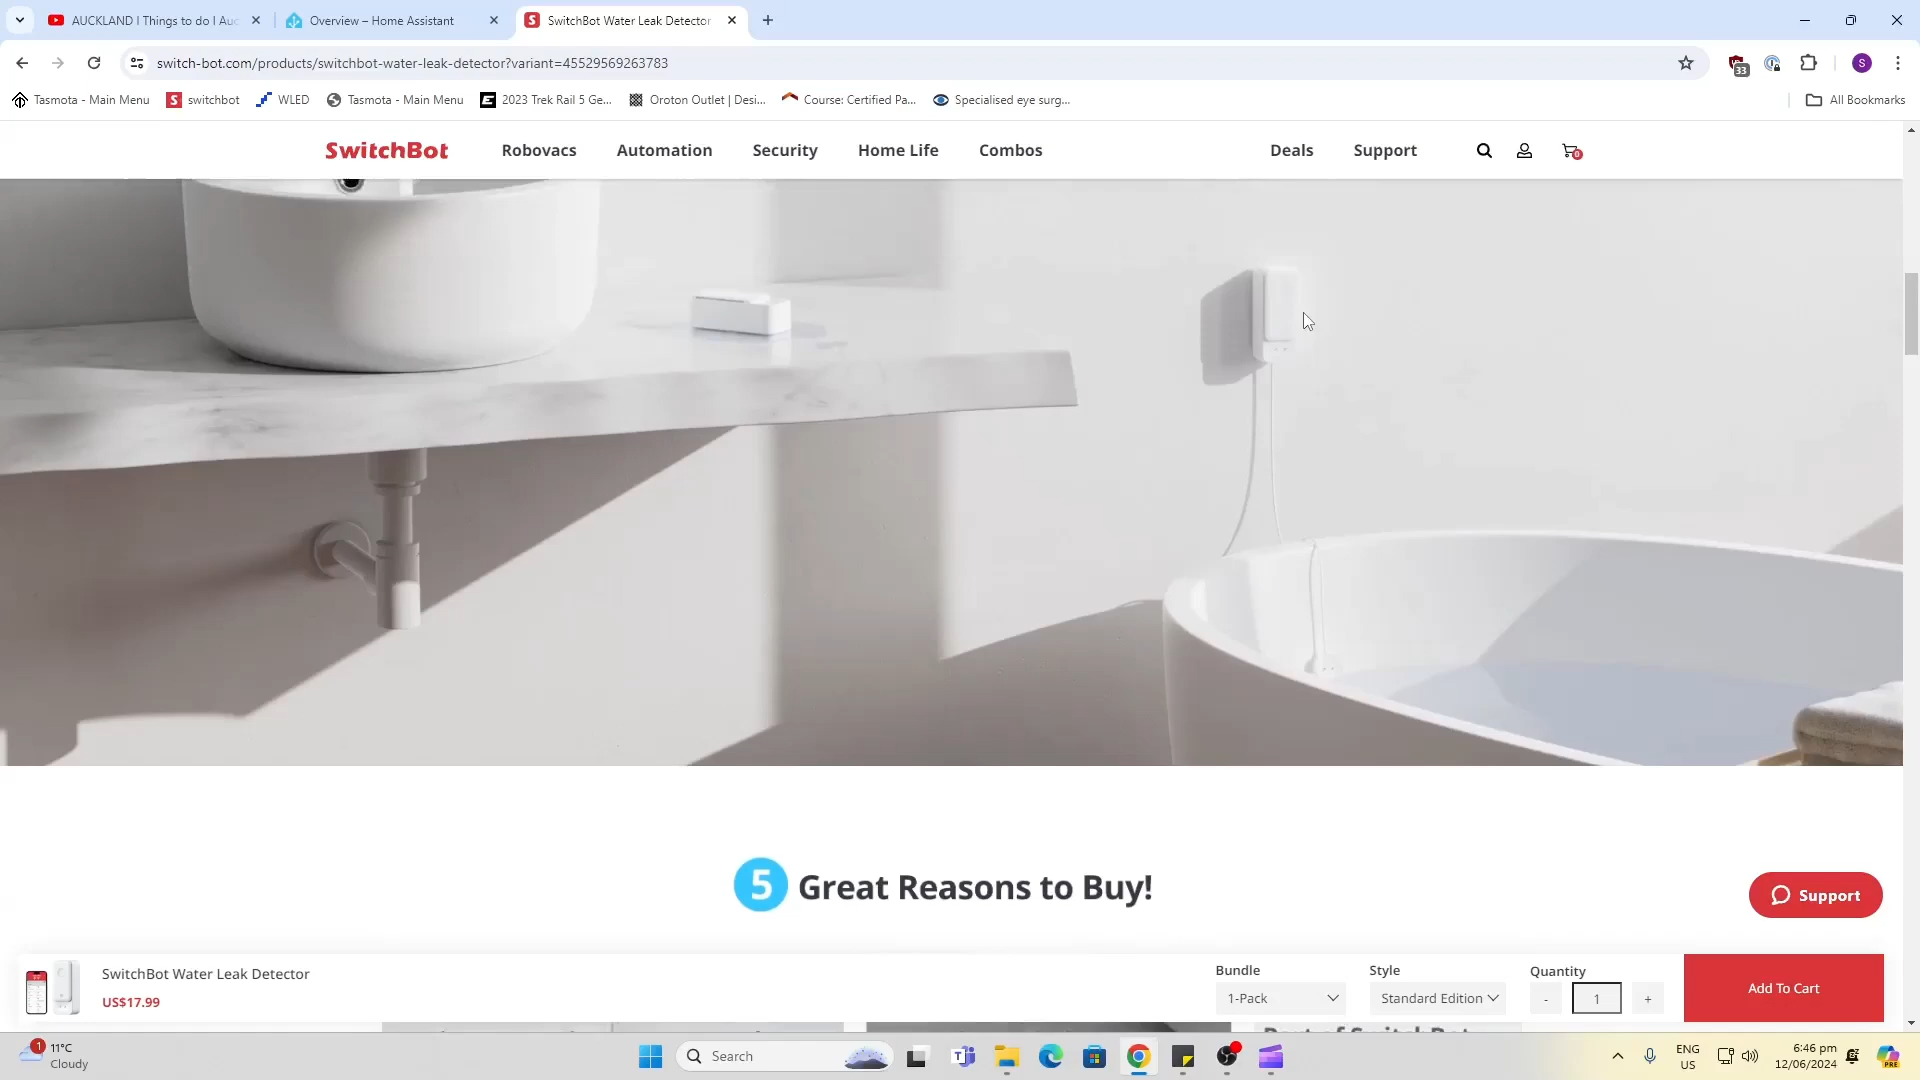 AUCKLAND I Things to do I Auc
Overview – Home Assistant
SwitchBot Water Leak Detector
switch-bot.com/products/switchbot-water-leak-detector?variant=45529569263783
33
S
Tasmota - Main Menu
switchbot
WLED
Tasmota - Main Menu
2023 Trek Rail 5 Ge...
Oroton Outlet | Desi...
Course: Certified Pa...
Specialised eye surg...
All Bookmarks
SwitchBot
Robovacs
Automation
Security
Home Life
Combos
Deals
Support
0
5 Great Reasons to Buy!
Support
SwitchBot Water Leak Detector
US$17.99
Bundle
1-Pack
Style
Standard Edition
Quantity
- 1 +
Add To Cart
1
11°C
Cloudy
Search
ENG
US
6:46 pm
12/06/2024
PRE